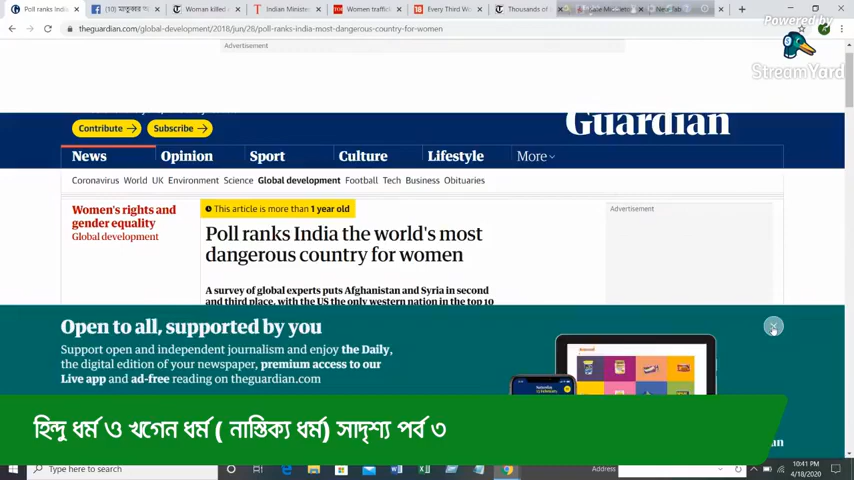 Poll ranks India
(10) মাতুব্বর
Woman killed
Indian Ministe
Women traffic
Every Third Wo
Thousands of
New Tab
theguardian.com/global-development/2018/jun/28/poll-ranks-india-most-dangerous-country-for-women
Powered by
StreamYard
Advertisement
Contribute →
Subscribe →
Guardian
News
Opinion
Sport
Culture
Lifestyle
More
Coronavirus World UK Environment Science Global development Football Tech Business Obituaries
Women's rights and
gender equality
Global development
This article is more than 1 year old
Advertisement
Poll ranks India the world's most
dangerous country for women
A survey of global experts puts Afghanistan and Syria in second
and third place, with the US the only western nation in the top 10
Open to all, supported by you
Support open and independent journalism and enjoy the Daily,
the digital edition of your newspaper, premium access to our
Live app and ad-free reading on theguardian.com
হিন্দু ধর্ম ও খগেন ধর্ম ( নাস্তিক্য ধর্ম) সাদৃশ্য পর্ব ৩
Type here to search
Address
10:41 PM
4/18/2020